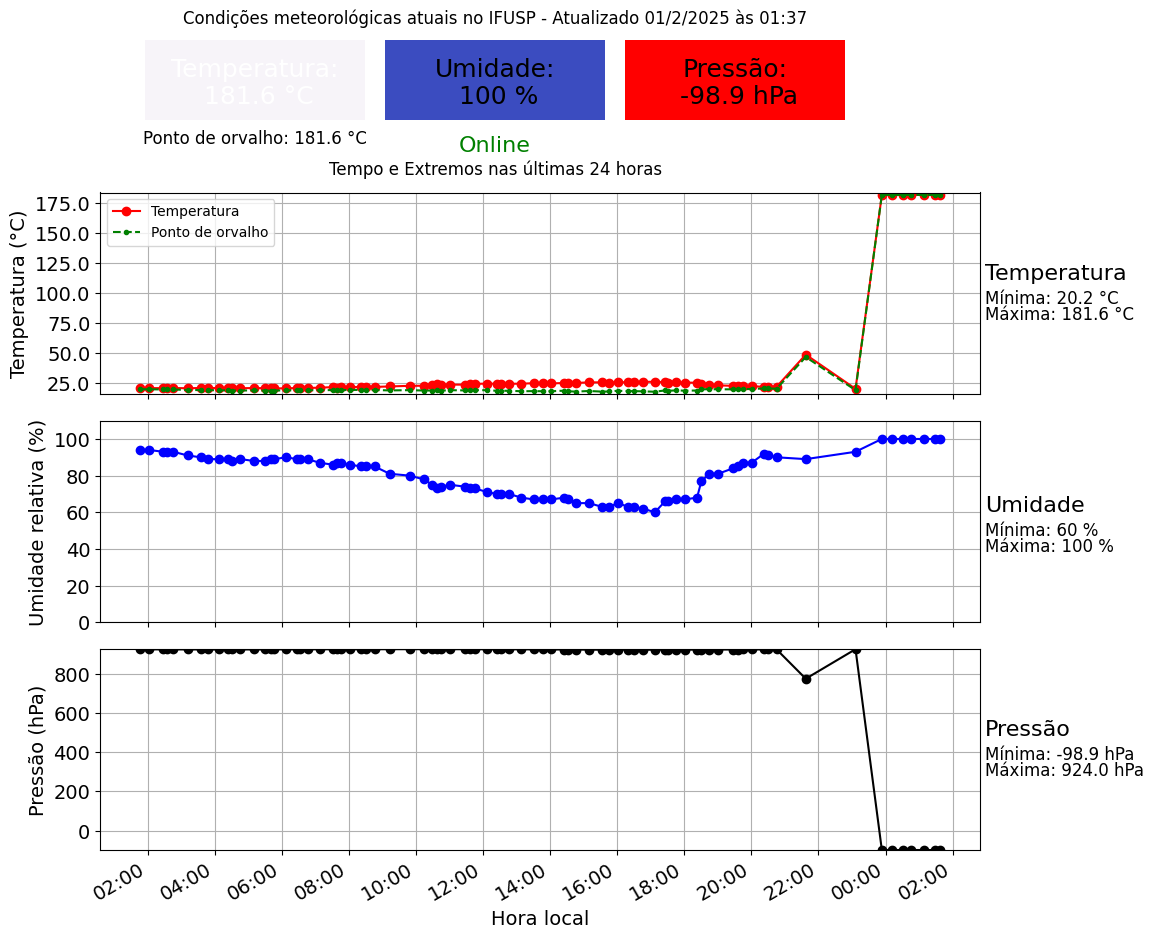 Condições meteorológicas atuais no IFUSP - Atualizado 01/2/2025 às 01:37
Temperatura:
181.6 °C
Umidade:
100 %
Pressão:
-98.9 hPa
Ponto de orvalho: 181.6 °C
Online
Tempo e Extremos nas últimas 24 horas
Temperatura (°C)
175.0
150.0
125.0
100.0
75.0
50.0
25.0
Temperatura
Ponto de orvalho
Temperatura
Mínima: 20.2 °C
Máxima: 181.6 °C
Umidade relativa (%)
100
80
60
40
20
0
Umidade
Mínima: 60 %
Máxima: 100 %
Pressão (hPa)
800
600
400
200
0
Pressão
Mínima: -98.9 hPa
Máxima: 924.0 hPa
02:00 04:00 06:00 08:00 10:00 12:00 14:00 16:00 18:00 20:00 22:00 00:00 02:00
Hora local